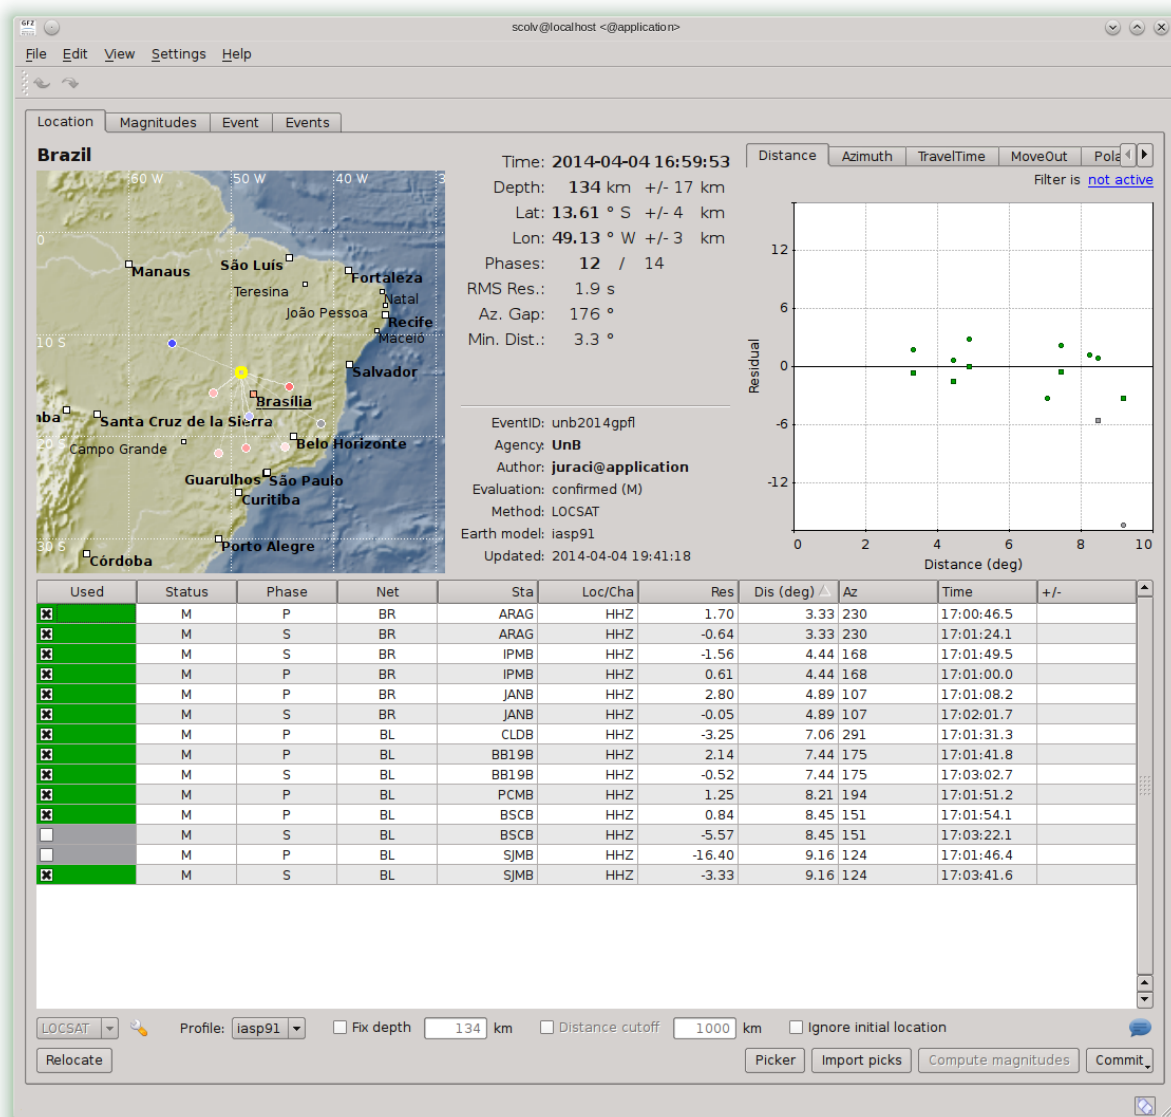 GFZ
scolv@localhost <@application>
File Edit View Settings Help
Location Magnitudes Event Events
Brazil
60 W 50 W 40 W 3
0
10 S
20 S
30 S
Manaus
São Luís
Fortaleza
Teresina
Natal
João Pessoa
Recife
Maceió
Salvador
Brasília
nba
Santa Cruz de la Sierra
Campo Grande
Belo Horizonte
Guarulhos
São Paulo
Curitiba
Porto Alegre
Córdoba
Time: 2014-04-04 16:59:53
Depth: 134 km +/- 17 km
Lat: 13.61 ° S +/- 4 km
Lon: 49.13 ° W +/- 3 km
Phases: 12 / 14
RMS Res.: 1.9 s
Az. Gap: 176 °
Min. Dist.: 3.3 °
EventID: unb2014gpfl
Agency: UnB
Author: juraci@application
Evaluation: confirmed (M)
Method: LOCSAT
Earth model: iasp91
Updated: 2014-04-04 19:41:18
Distance Azimuth TravelTime MoveOut Pola
Filter is not active
Residual
12
6
0
-6
-12
0 2 4 6 8 10
Distance (deg)
Used Status Phase Net Sta Loc/Cha Res Dis (deg) Az Time +/-
M P BR ARAG HHZ 1.70 3.33 230 17:00:46.5
M S BR ARAG HHZ -0.64 3.33 230 17:01:24.1
M S BR IPMB HHZ -1.56 4.44 168 17:01:49.5
M P BR IPMB HHZ 0.61 4.44 168 17:01:00.0
M P BR JANB HHZ 2.80 4.89 107 17:01:08.2
M S BR JANB HHZ -0.05 4.89 107 17:02:01.7
M P BL CLDB HHZ -3.25 7.06 291 17:01:31.3
M P BL BB19B HHZ 2.14 7.44 175 17:01:41.8
M S BL BB19B HHZ -0.52 7.44 175 17:03:02.7
M P BL PCMB HHZ 1.25 8.21 194 17:01:51.2
M P BL BSCB HHZ 0.84 8.45 151 17:01:54.1
M S BL BSCB HHZ -5.57 8.45 151 17:03:22.1
M P BL SJMB HHZ -16.40 9.16 124 17:01:46.4
M S BL SJMB HHZ -3.33 9.16 124 17:03:41.6
LOCSAT Profile: iasp91 Fix depth 134 km Distance cutoff 1000 km Ignore initial location
Relocate Picker Import picks Compute magnitudes Commit